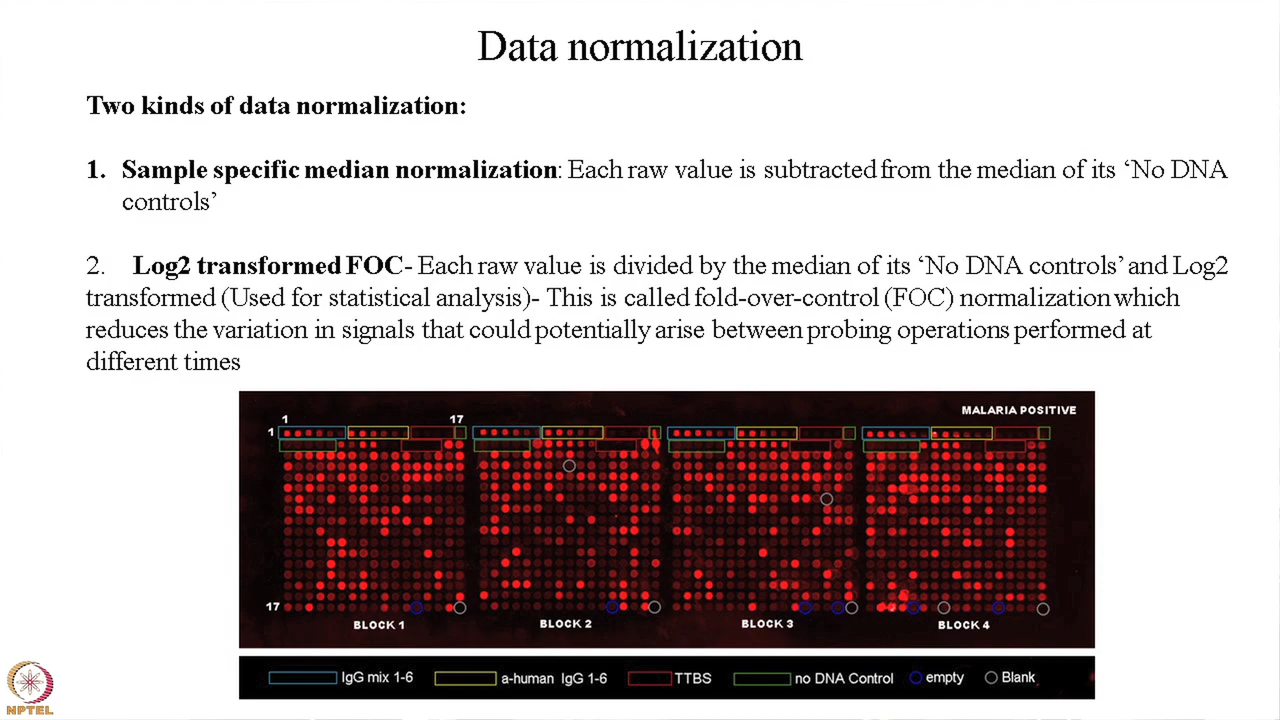 Data normalization
Two kinds of data normalization:
1. Sample specific median normalization: Each raw value is subtracted from the median of its ‘No DNA
controls’
2. Log2 transformed FOC- Each raw value is divided by the median of its ‘No DNA controls’ and Log2
transformed (Used for statistical analysis)- This is called fold-over-control (FOC) normalization which
reduces the variation in signals that could potentially arise between probing operations performed at
different times
MALARIA POSITIVE
1 17
1
17
BLOCK 1 BLOCK 2 BLOCK 3 BLOCK 4
IgG mix 1-6 a-human IgG 1-6 TTBS no DNA Control empty Blank
NPTEL